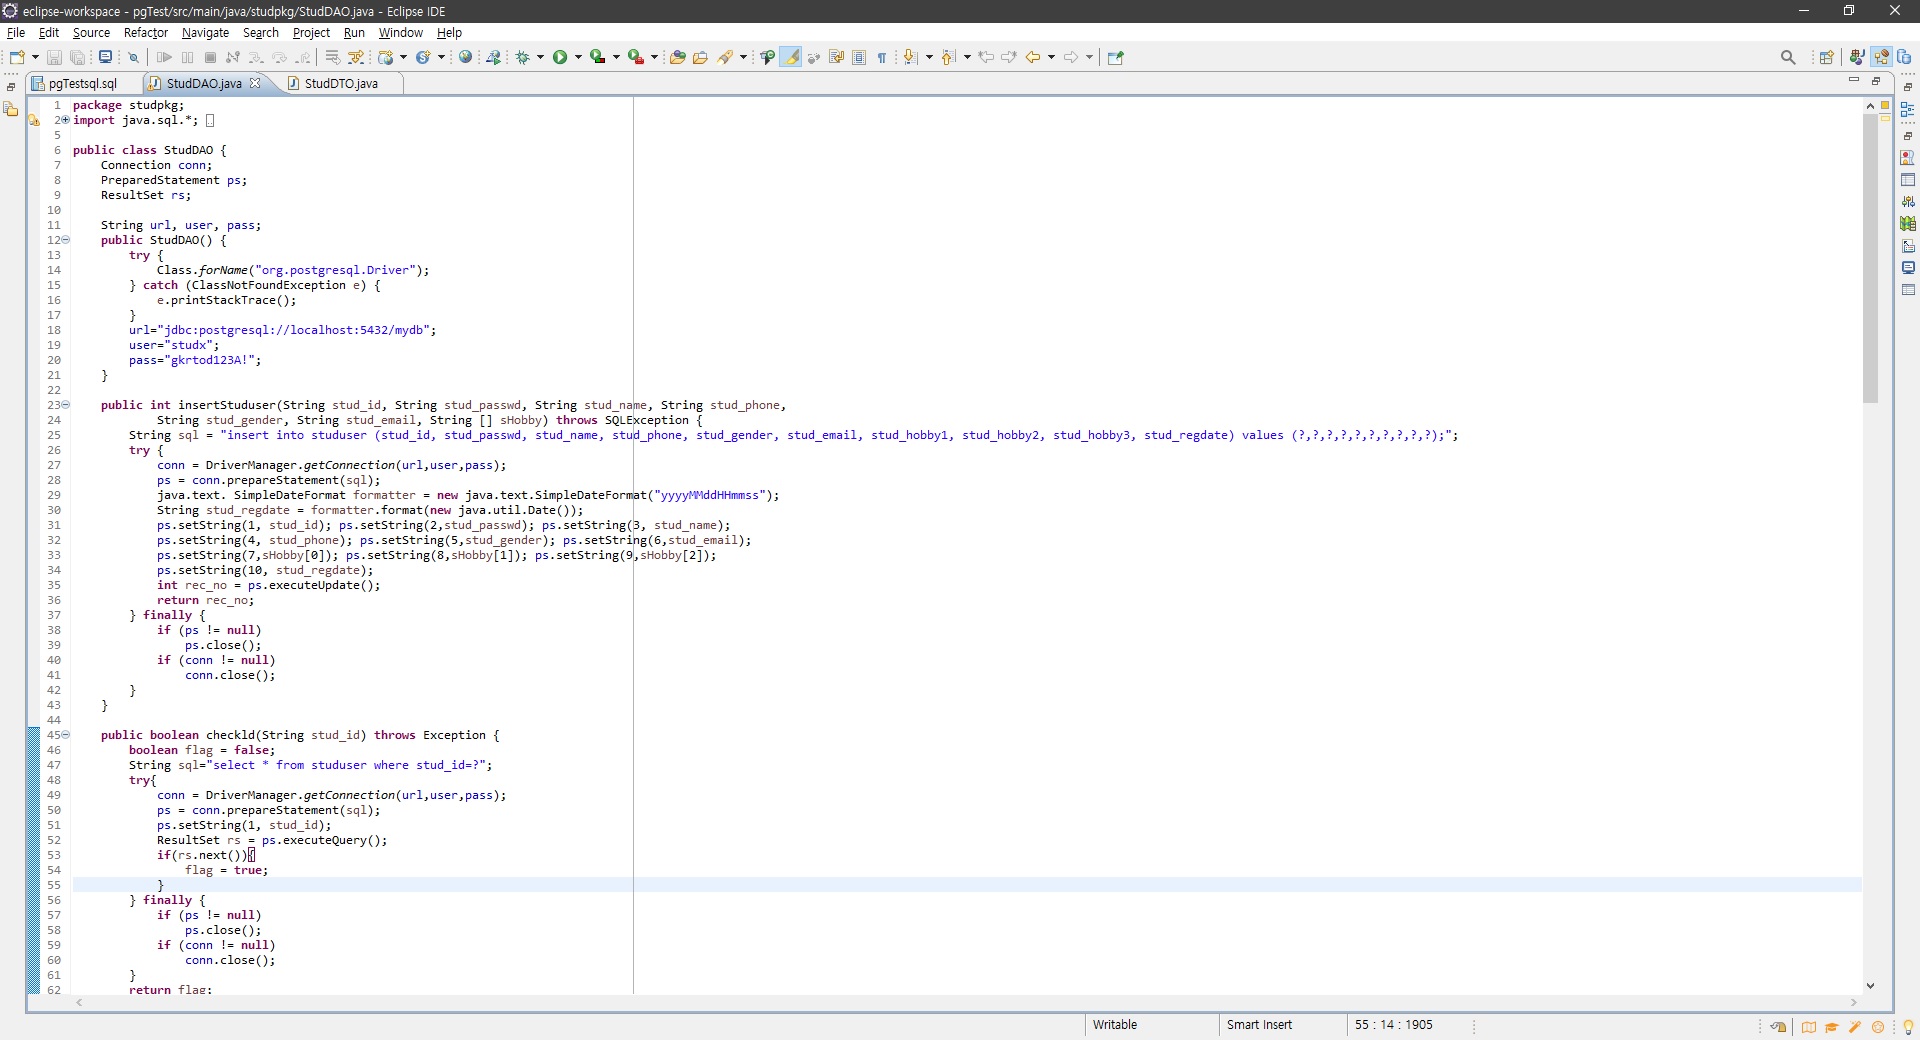 eclipse-workspace - pgTest/src/main/java/studpkg/StudDAO.java - Eclipse IDE
File Edit Source Refactor Navigate Search Project Run Window Help
pgTestsql.sql StudDAO.java StudDTO.java
1 package studpkg;
2 import java.sql.*;
5
6 public class StudDAO {
7 Connection conn;
8 PreparedStatement ps;
9 ResultSet rs;
10
11 String url, user, pass;
12 public StudDAO() {
13 try {
14 Class.forName("org.postgresql.Driver");
15 } catch (ClassNotFoundException e) {
16 e.printStackTrace();
17 }
18 url="jdbc:postgresql://localhost:5432/mydb";
19 user="studx";
20 pass="gkrtod123A!";
21 }
22
23 public int insertStuduser(String stud_id, String stud_passwd, String stud_name, String stud_phone,
24 String stud_gender, String stud_email, String [] sHobby) throws SQLException {
25 String sql = "insert into studuser (stud_id, stud_passwd, stud_name, stud_phone, stud_gender, stud_email, stud_hobby1, stud_hobby2, stud_hobby3, stud_regdate) values (?,?,?,?,?,?,?,?,?,?);";
26 try {
27 conn = DriverManager.getConnection(url,user,pass);
28 ps = conn.prepareStatement(sql);
29 java.text. SimpleDateFormat formatter = new java.text.SimpleDateFormat("yyyyMMddHHmmss");
30 String stud_regdate = formatter.format(new java.util.Date());
31 ps.setString(1, stud_id); ps.setString(2,stud_passwd); ps.setString(3, stud_name);
32 ps.setString(4, stud_phone); ps.setString(5,stud_gender); ps.setString(6,stud_email);
33 ps.setString(7,sHobby[0]); ps.setString(8,sHobby[1]); ps.setString(9,sHobby[2]);
34 ps.setString(10, stud_regdate);
35 int rec_no = ps.executeUpdate();
36 return rec_no;
37 } finally {
38 if (ps != null)
39 ps.close();
40 if (conn != null)
41 conn.close();
42 }
43 }
44
45 public boolean checkld(String stud_id) throws Exception {
46 boolean flag = false;
47 String sql="select * from studuser where stud_id=?";
48 try{
49 conn = DriverManager.getConnection(url,user,pass);
50 ps = conn.prepareStatement(sql);
51 ps.setString(1, stud_id);
52 ResultSet rs = ps.executeQuery();
53 if(rs.next()){
54 flag = true;
55 }
56 } finally {
57 if (ps != null)
58 ps.close();
59 if (conn != null)
60 conn.close();
61 }
62 return flag;
Writable Smart Insert 55 : 14 : 1905